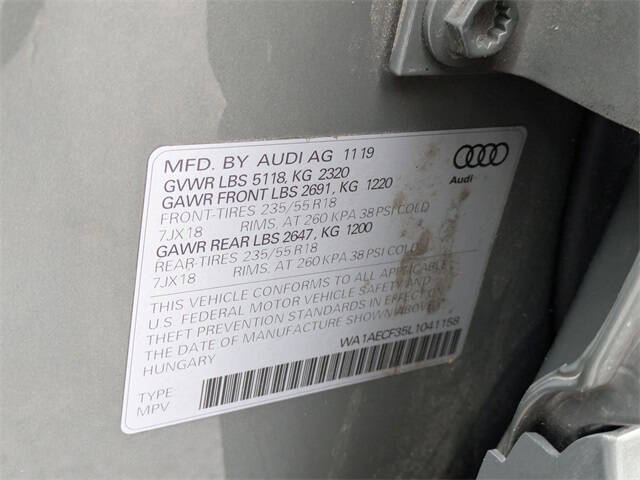 MFD. BY AUDI AG 11 19
GVWR LBS 5118, KG 2320
GAWR FRONT LBS 2691, KG 1220
FRONT-TIRES 235/55 R18
7JX18 RIMS, AT 260 KPA 38 PSI COLD
GAWR REAR LBS 2647, KG 1200
REAR-TIRES 235/55 R18
7JX18 RIMS, AT 260 KPA 38 PSI COLD
THIS VEHICLE CONFORMS TO ALL APPLICABLE
U.S. FEDERAL MOTOR VEHICLE SAFETY AND
THEFT PREVENTION STANDARDS IN EFFECT ON
THE DATE OF MANUFACTURE SHOWN ABOVE.
HUNGARY
WA1AECF35L1041158
TYPE
MPV
Audi